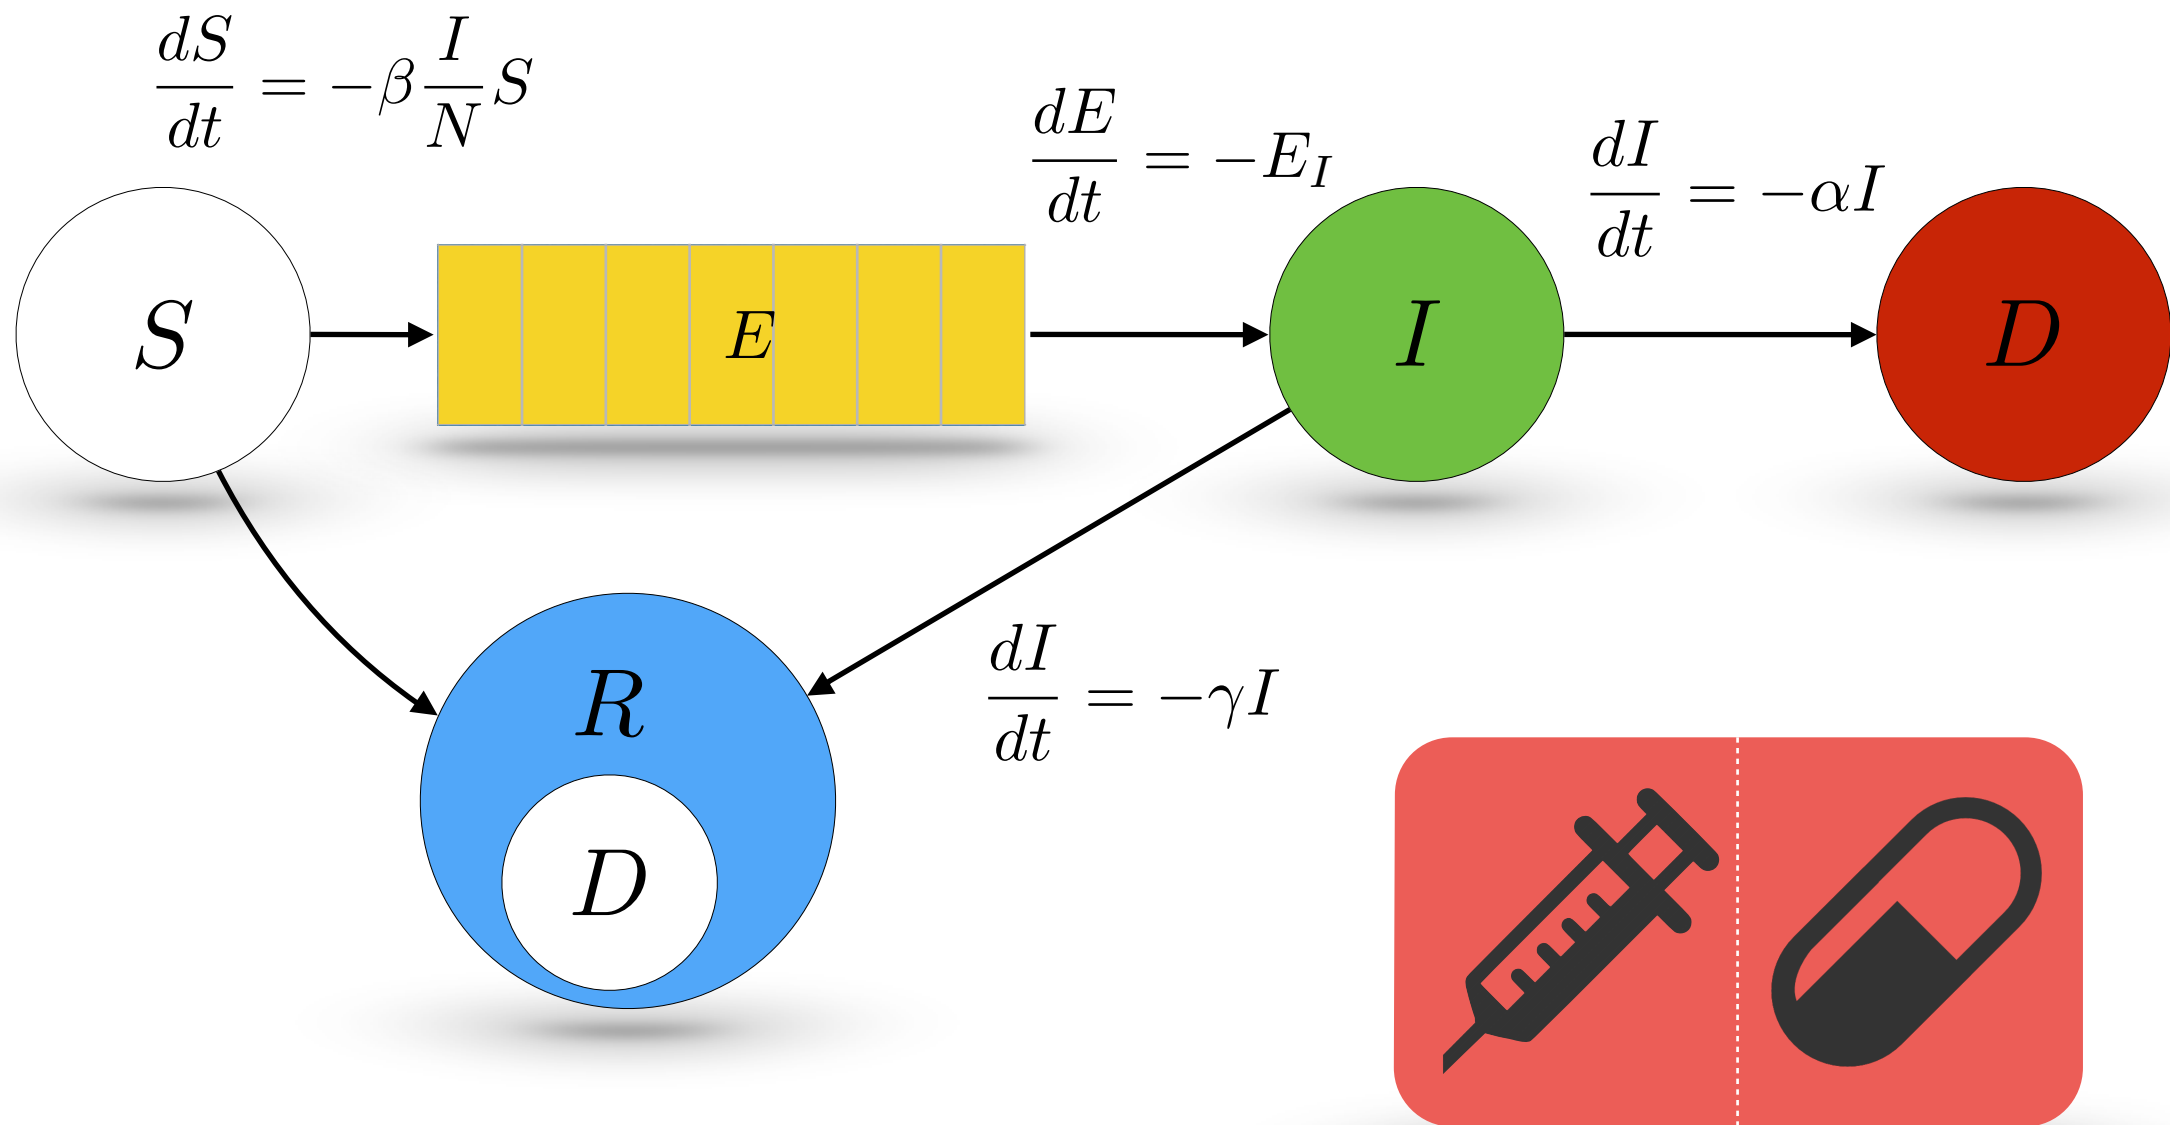 dS/dt = −β I/N S
dE/dt = −E_I
dI/dt = −αI
S
E
I
D
R
dI/dt = −γI
D